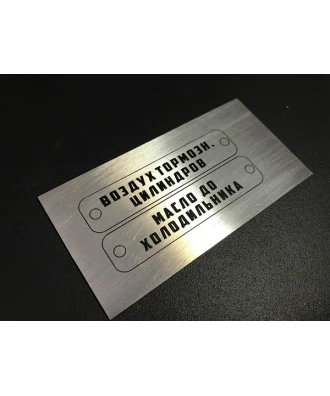 ВОЗДУХ ТОРМОЗН.
ЦИЛИНДРОВ
МАСЛО ДО
ХОЛОДИЛЬНИКА